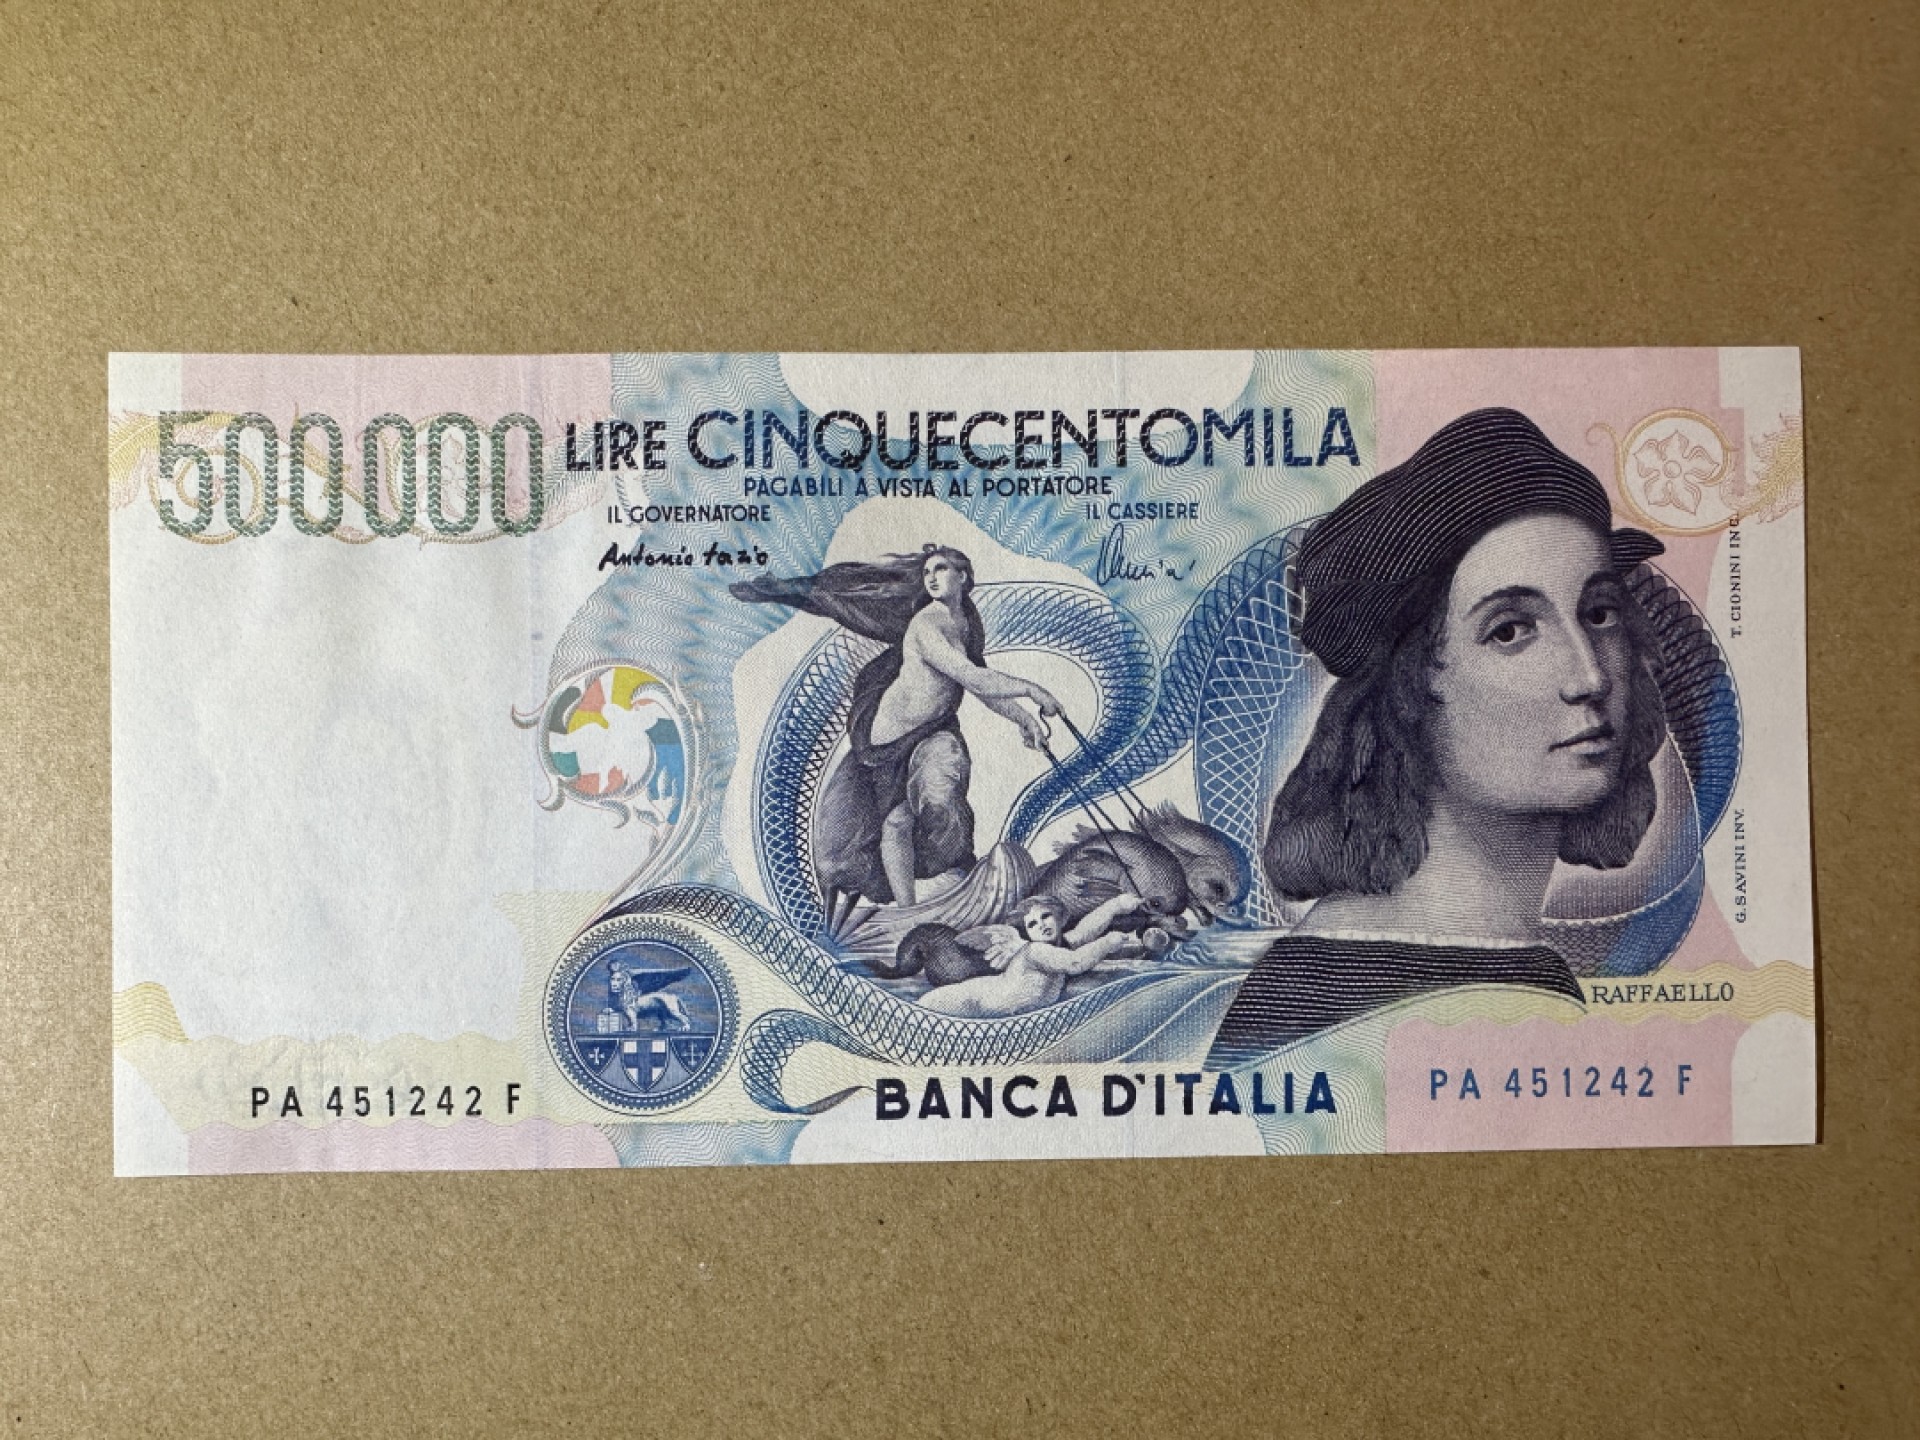 500000 LIRE CINQUECENTOMILA
PAGABILI A VISTA AL PORTATORE
IL GOVERNATORE
IL CASSIERE
Antonio Fazio
T. CIONINI INC.
G. SAVINI INV.
RAFFAELLO
PA 451242 F
BANCA D'ITALIA
PA 451242 F